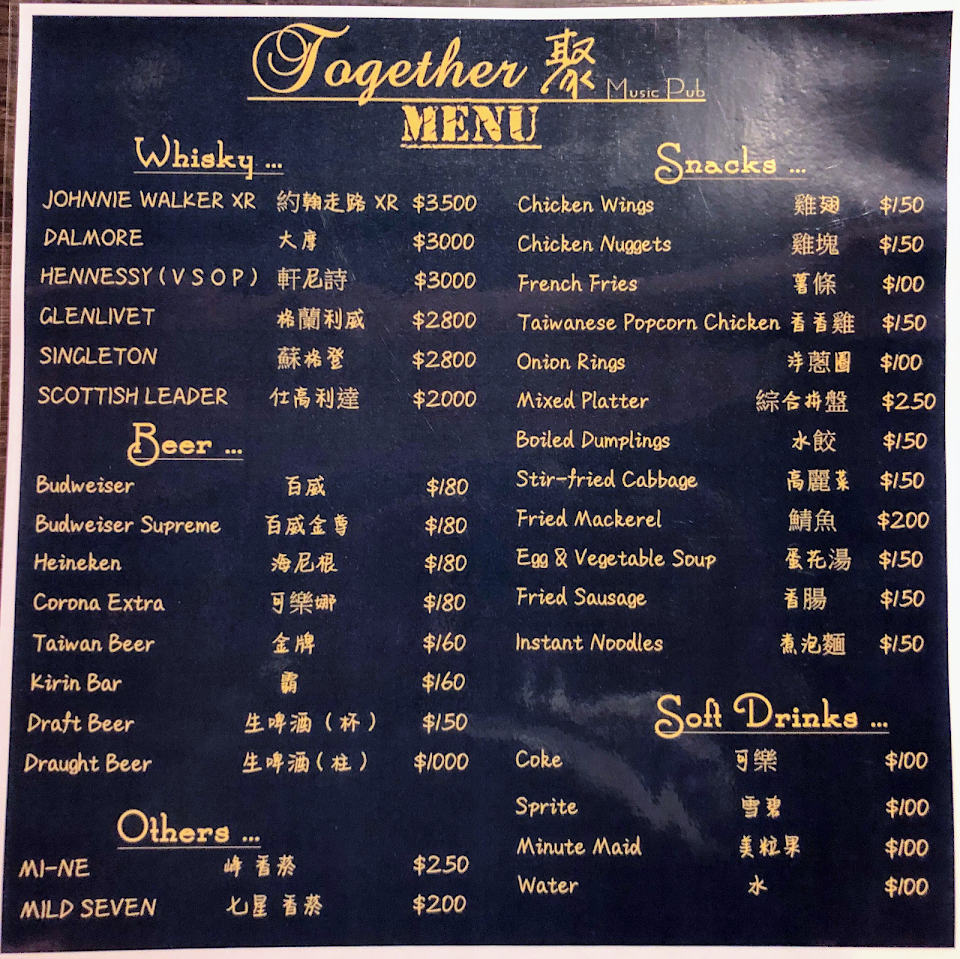 Together 聚 Music Pub
MENU
Whisky ...
JOHNNIE WALKER XR 約翰走路 XR $3500
DALMORE 大摩 $3000
HENNESSY ( V S O P ) 軒尼詩 $3000
GLENLIVET 格蘭利威 $2800
SINGLETON 蘇格登 $2800
SCOTTISH LEADER 仕高利達 $2000
Beer ...
Budweiser 百威 $180
Budweiser Supreme 百威金尊 $180
Heineken 海尼根 $180
Corona Extra 可樂娜 $180
Taiwan Beer 金牌 $160
Kirin Bar 霸 $160
Draft Beer 生啤酒 ( 杯 ) $150
Draught Beer 生啤酒 ( 柱 ) $1000
Others ...
MI-NE 峰 香菸 $250
MILD SEVEN 七星 香菸 $200
Snacks ...
Chicken Wings 雞翅 $150
Chicken Nuggets 雞塊 $150
French Fries 薯條 $100
Taiwanese Popcorn Chicken 香香雞 $150
Onion Rings 洋蔥圈 $100
Mixed Platter 綜合拚盤 $250
Boiled Dumplings 水餃 $150
Stir-fried Cabbage 高麗菜 $150
Fried Mackerel 鯖魚 $200
Egg & Vegetable Soup 蛋花湯 $150
Fried Sausage 香腸 $150
Instant Noodles 煮泡麵 $150
Soft Drinks ...
Coke 可樂 $100
Sprite 雪碧 $100
Minute Maid 美粒果 $100
Water 水 $100